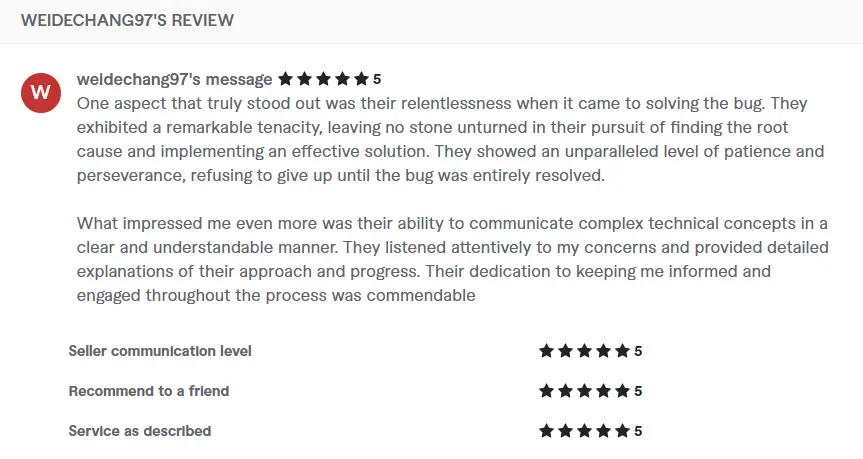 WEIDECHANG97'S REVIEW
W
weidechang97's message ★★★★★ 5
One aspect that truly stood out was their relentlessness when it came to solving the bug. They
exhibited a remarkable tenacity, leaving no stone unturned in their pursuit of finding the root
cause and implementing an effective solution. They showed an unparalleled level of patience and
perseverance, refusing to give up until the bug was entirely resolved.
What impressed me even more was their ability to communicate complex technical concepts in a
clear and understandable manner. They listened attentively to my concerns and provided detailed
explanations of their approach and progress. Their dedication to keeping me informed and
engaged throughout the process was commendable
Seller communication level ★★★★★ 5
Recommend to a friend ★★★★★ 5
Service as described ★★★★★ 5